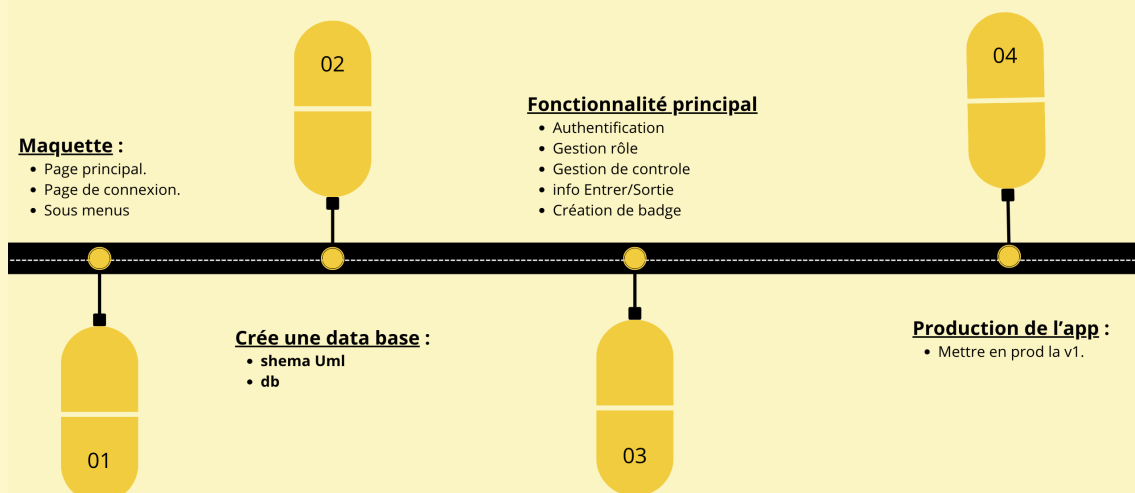 Maquette :
Page principal.
Page de connexion.
Sous menus
01
02
Crée une data base :
shema Uml
db
Fonctionnalité principal
Authentification
Gestion rôle
Gestion de controle
info Entrer/Sortie
Création de badge
03
04
Production de l’app :
Mettre en prod la v1.